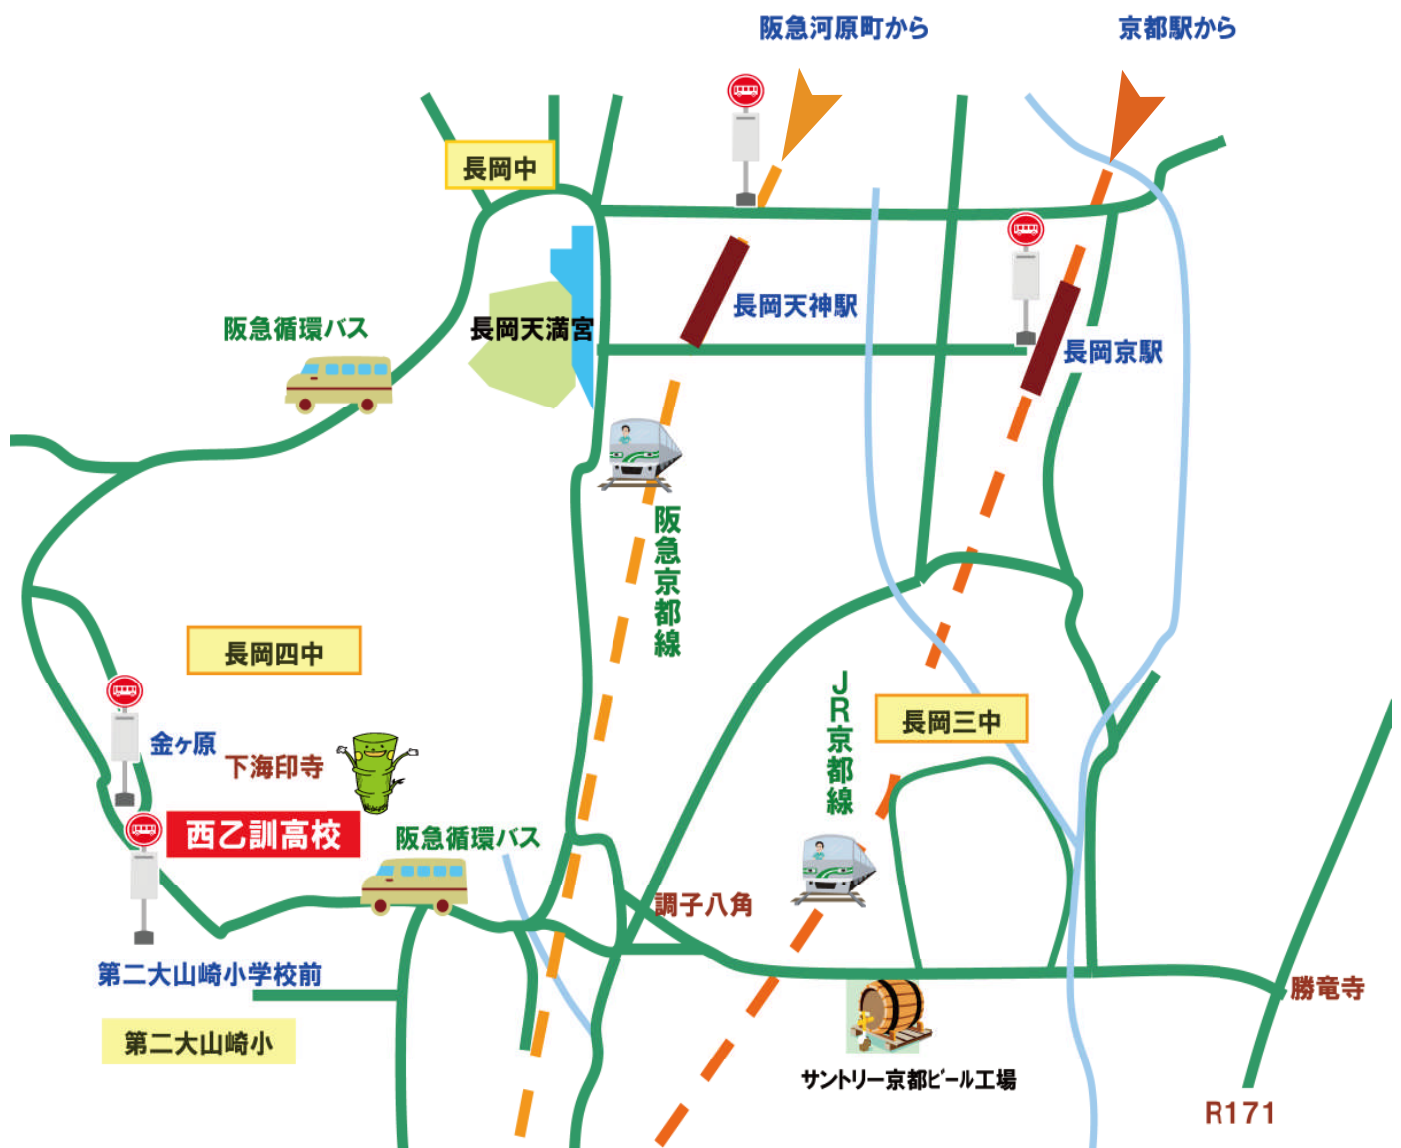 阪急河原町から
京都駅から
長岡中
長岡天神駅
阪急循環バス
長岡天満宮
長岡京駅
阪急京都線
長岡四中
JR京都線
長岡三中
金ヶ原
下海印寺
西乙訓高校
阪急循環バス
調子八角
第二大山崎小学校前
勝竜寺
第二大山崎小
サントリー京都ビール工場
R171